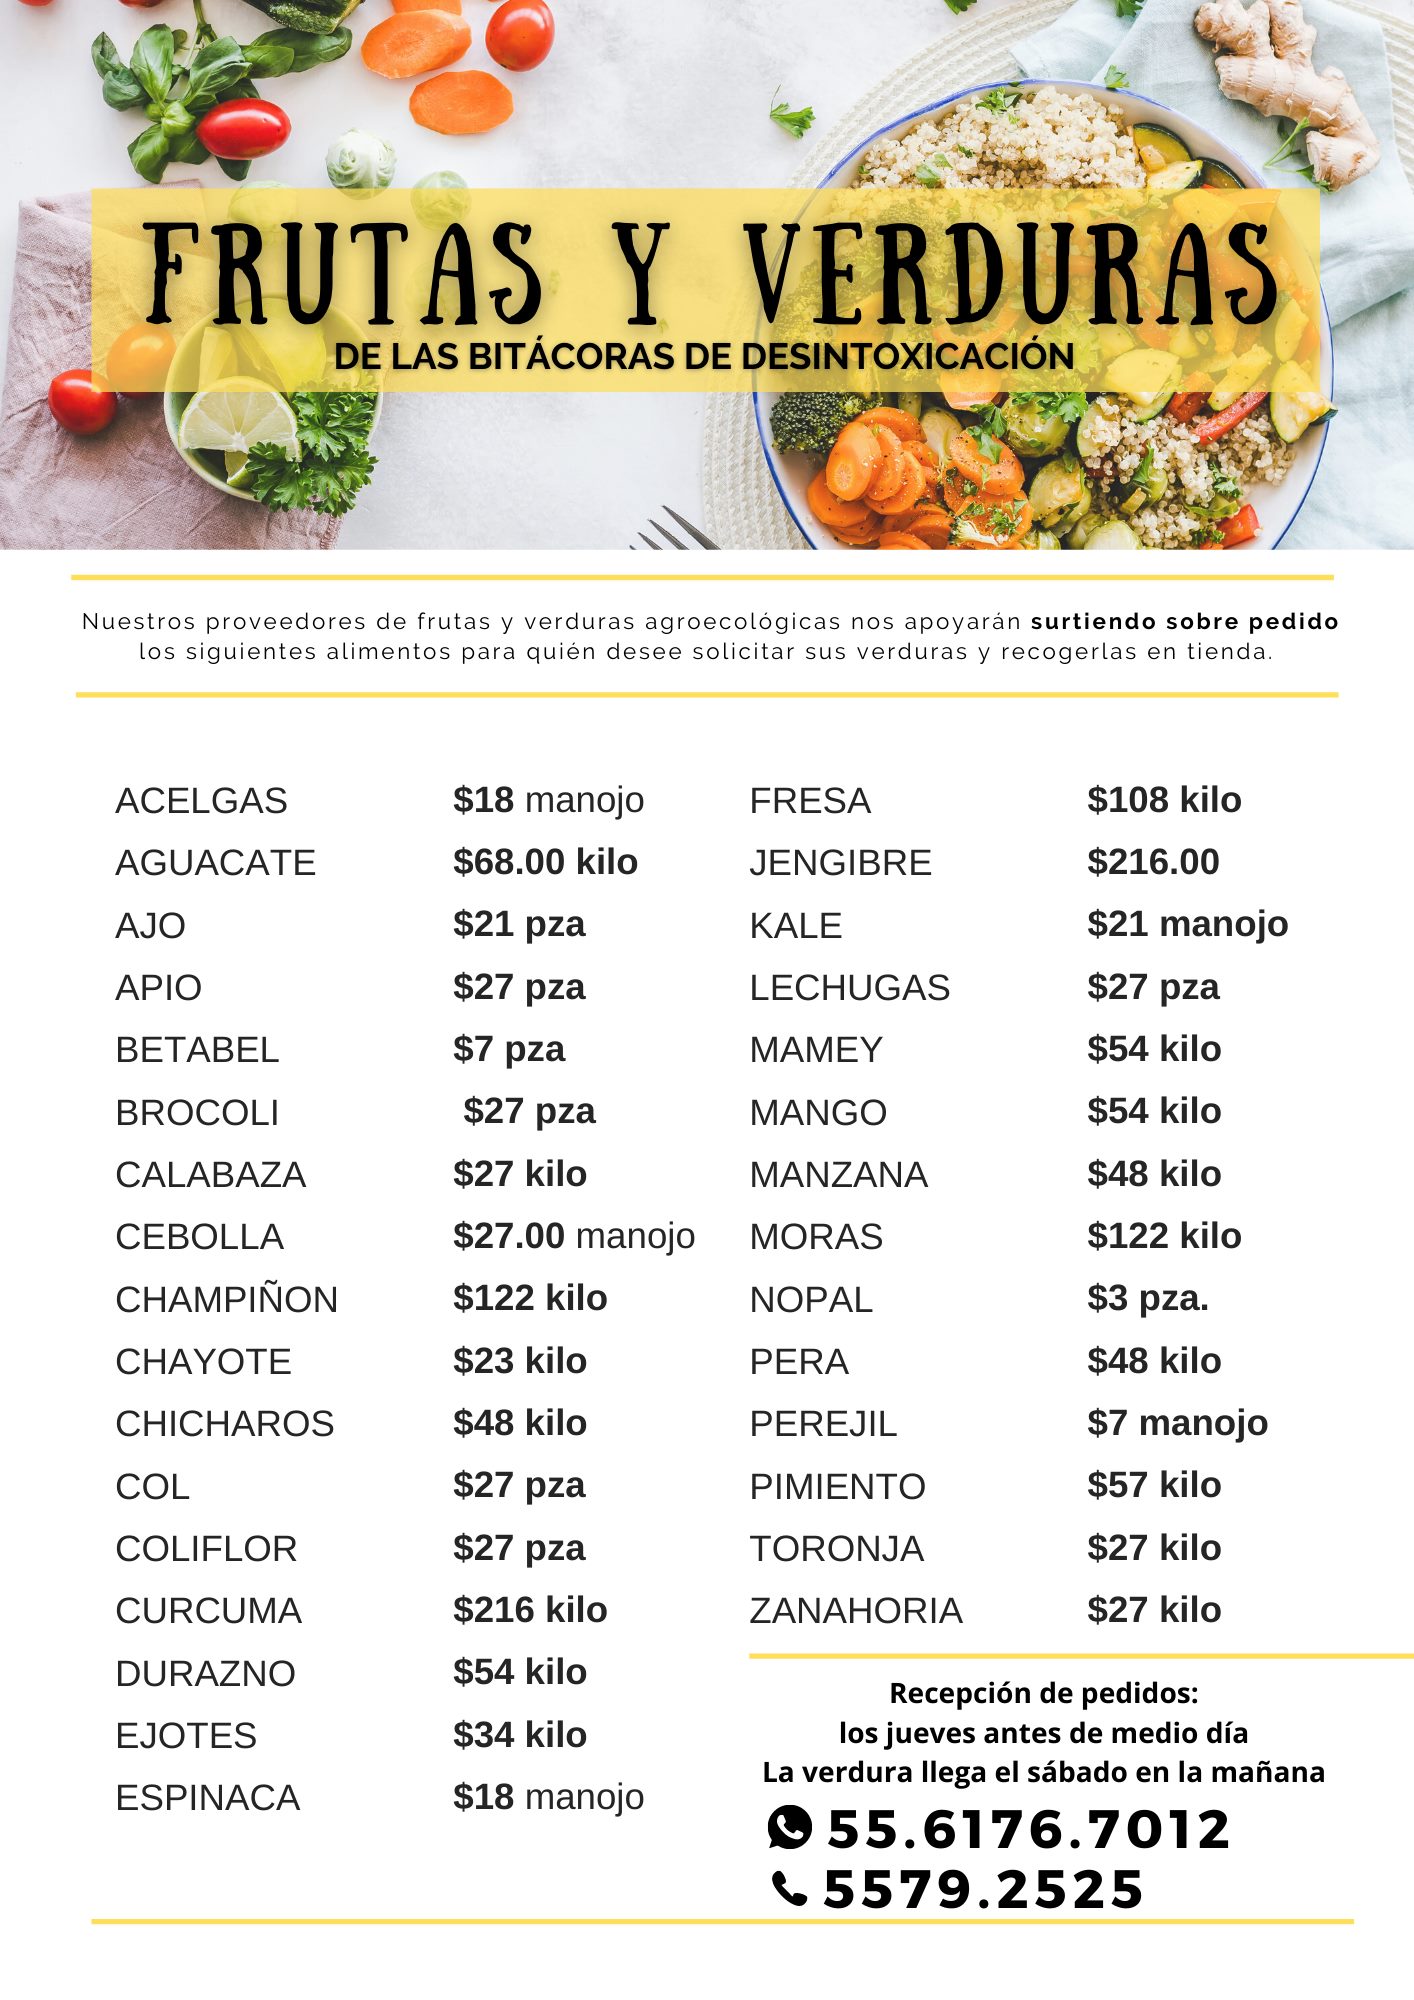 FRUTAS Y VERDURAS
DE LAS BITÁCORAS DE DESINTOXICACIÓN
Nuestros proveedores de frutas y verduras agroecológicas nos apoyarán surtiendo sobre pedido
los siguientes alimentos para quién desee solicitar sus verduras y recogerlas en tienda.
ACELGAS $18 manojo
AGUACATE $68.00 kilo
AJO $21 pza
APIO $27 pza
BETABEL $7 pza
BROCOLI $27 pza
CALABAZA $27 kilo
CEBOLLA $27.00 manojo
CHAMPIÑON $122 kilo
CHAYOTE $23 kilo
CHICHAROS $48 kilo
COL $27 pza
COLIFLOR $27 pza
CURCUMA $216 kilo
DURAZNO $54 kilo
EJOTES $34 kilo
ESPINACA $18 manojo
FRESA $108 kilo
JENGIBRE $216.00
KALE $21 manojo
LECHUGAS $27 pza
MAMEY $54 kilo
MANGO $54 kilo
MANZANA $48 kilo
MORAS $122 kilo
NOPAL $3 pza.
PERA $48 kilo
PEREJIL $7 manojo
PIMIENTO $57 kilo
TORONJA $27 kilo
ZANAHORIA $27 kilo
Recepción de pedidos:
los jueves antes de medio día
La verdura llega el sábado en la mañana
55.6176.7012
5579.2525